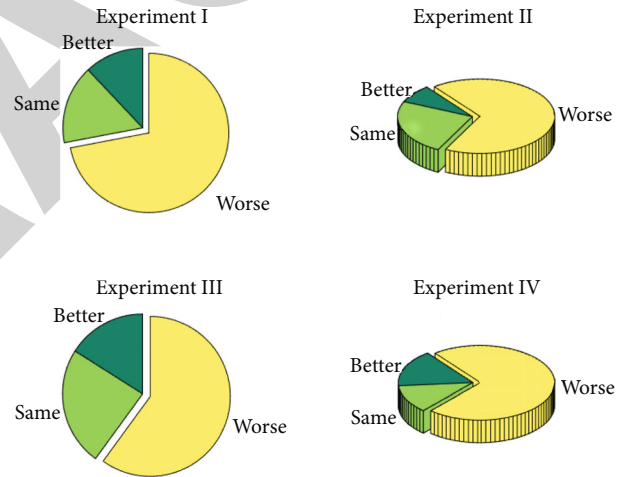 Experiment I
Better
Same
Worse
Experiment II
Better
Same
Worse
Experiment III
Better
Same
Worse
Experiment IV
Better
Same
Worse